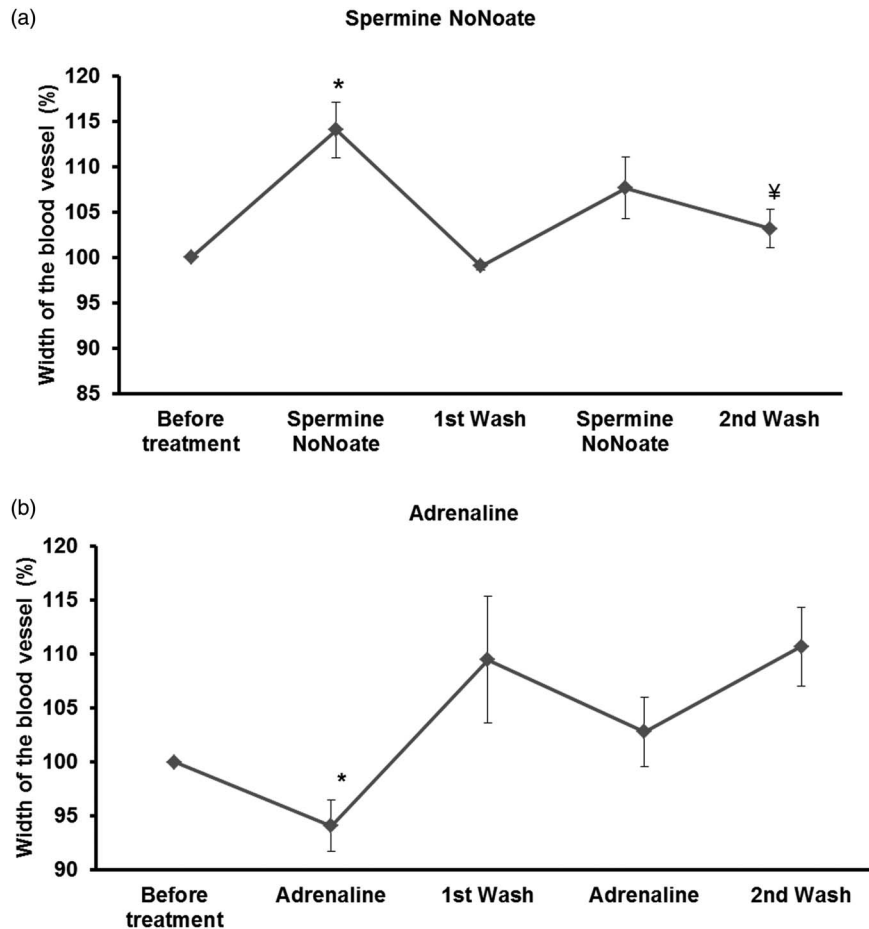 (a)
Spermine NoNoate
Width of the blood vessel (%)
120
115
110
105
100
95
90
85
*
¥
Before treatment
Spermine NoNoate
1st Wash
Spermine NoNoate
2nd Wash
(b)
Adrenaline
Width of the blood vessel (%)
120
115
110
105
100
95
90
*
Before treatment
Adrenaline
1st Wash
Adrenaline
2nd Wash